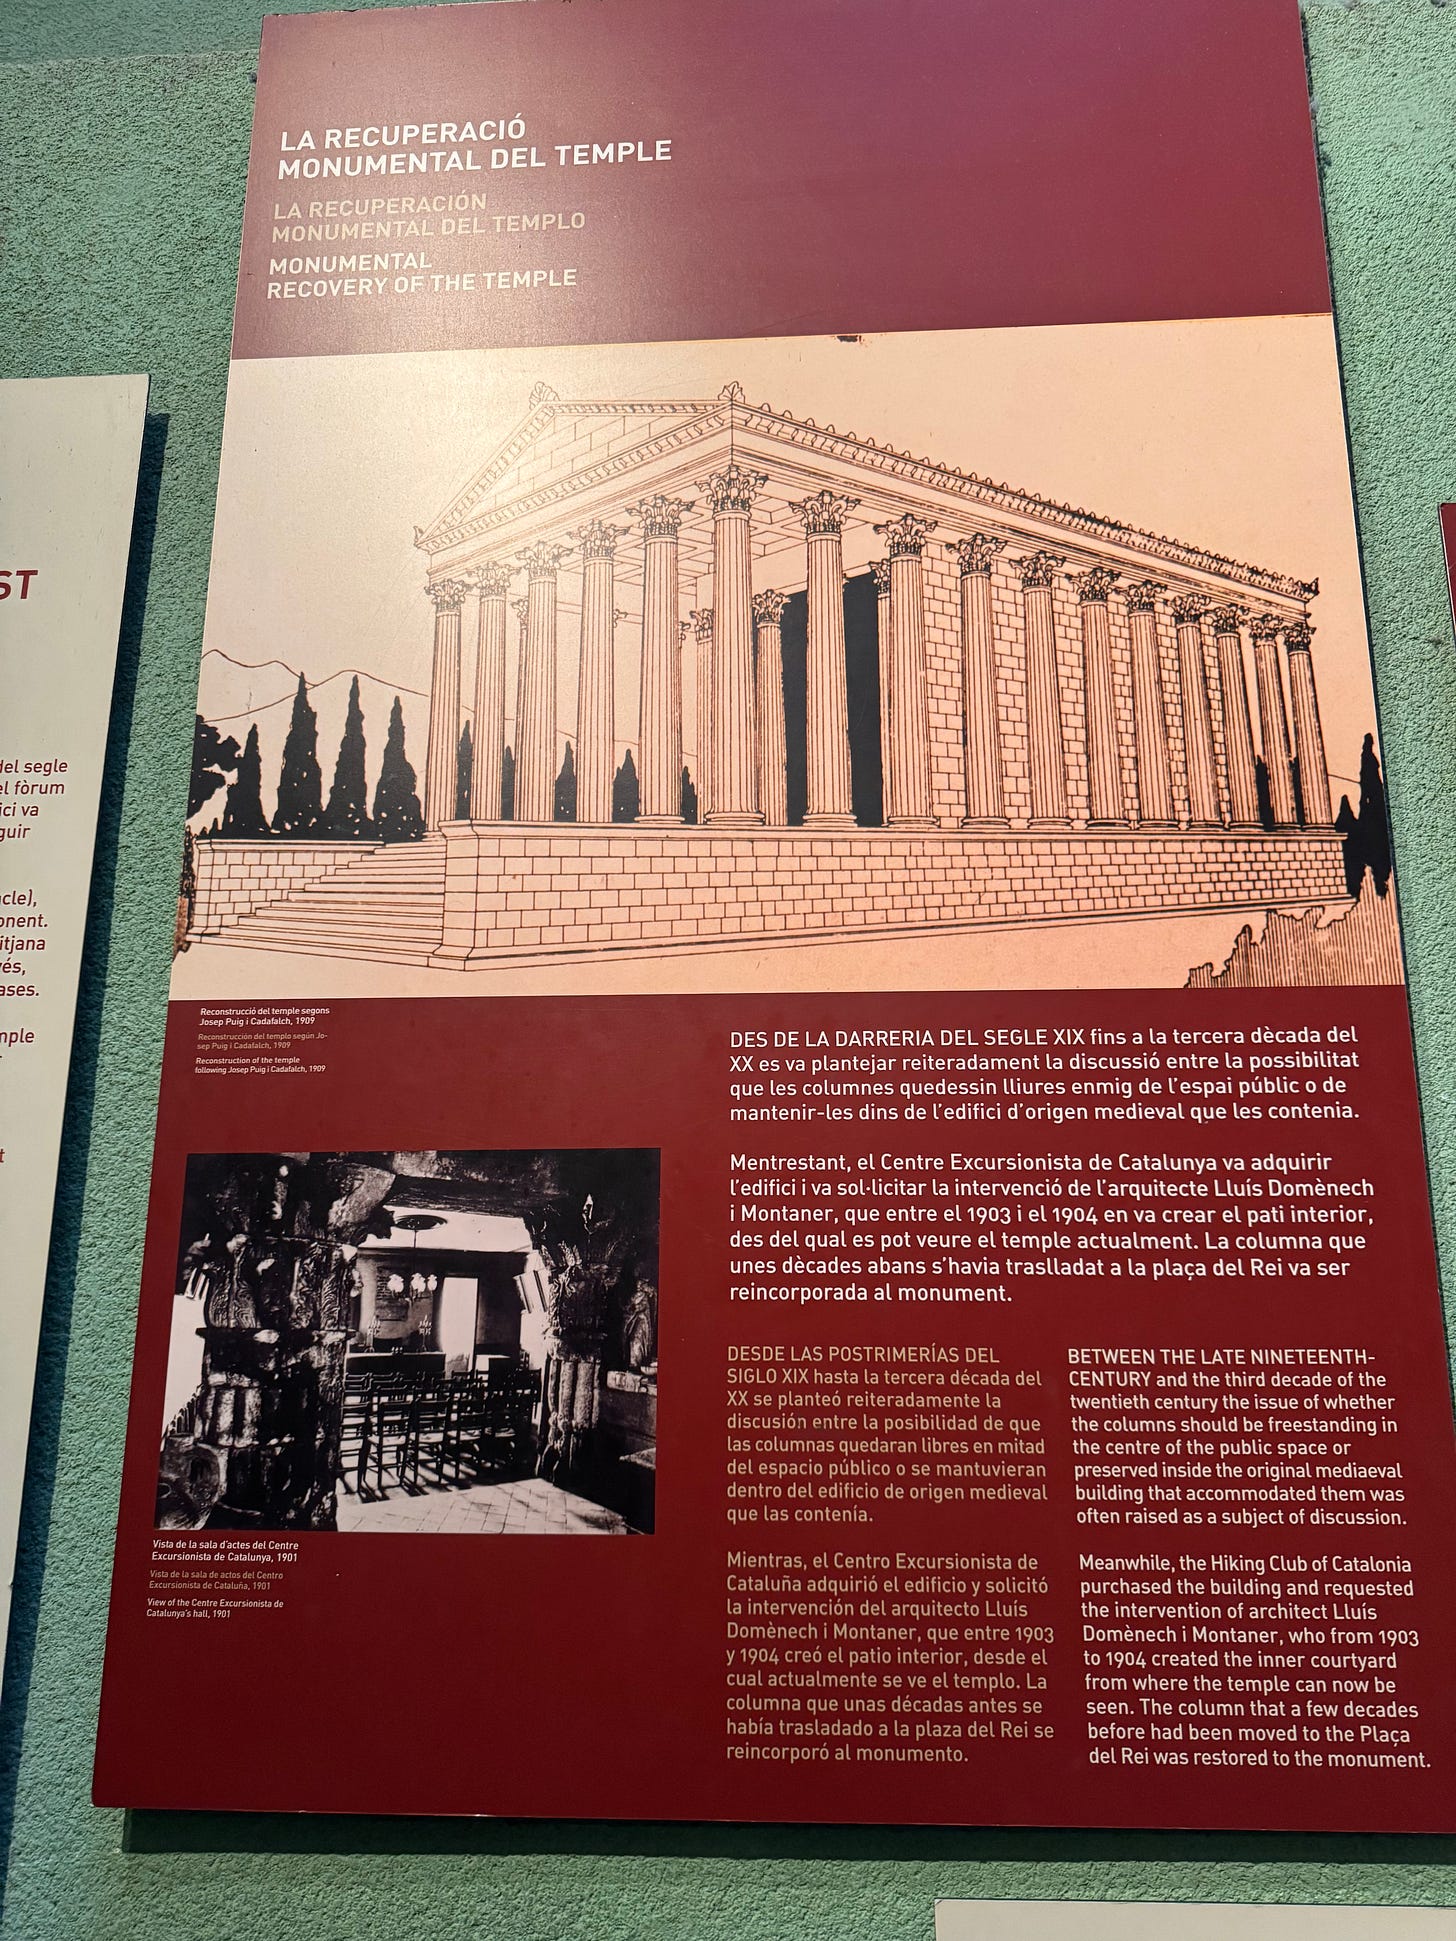 LA RECUPERACIÓ
MONUMENTAL DEL TEMPLE
LA RECUPERACIÓN
MONUMENTAL DEL TEMPLO
MONUMENTAL
RECOVERY OF THE TEMPLE
ST
del segle
el fòrum
ici va
guir
cle),
onent.
itjana
vés,
ases.
mple
t
Reconstrucció del temple segons
Josep Puig i Cadafalch, 1909
Reconstrucción del templo según Jo-
sep Puig i Cadafalch, 1909
Reconstruction of the temple
following Josep Puig i Cadafalch, 1909
DES DE LA DARRERIA DEL SEGLE XIX fins a la tercera dècada del
XX es va plantejar reiteradament la discussió entre la possibilitat
que les columnes quedessin lliures enmig de l'espai públic o de
mantenir-les dins de l'edifici d'origen medieval que les contenia.
Mentrestant, el Centre Excursionista de Catalunya va adquirir
l'edifici i va sol·licitar la intervenció de l'arquitecte Lluís Domènech
i Montaner, que entre el 1903 i el 1904 en va crear el pati interior,
des del qual es pot veure el temple actualment. La columna que
unes dècades abans s'havia traslladat a la plaça del Rei va ser
reincorporada al monument.
Vista de la sala d'actes del Centre
Excursionista de Catalunya, 1901
Vista de la sala de actos del Centro
Excursionista de Cataluña, 1901
View of the Centre Excursionista de
Catalunya's hall, 1901
DESDE LAS POSTRIMERÍAS DEL
SIGLO XIX hasta la tercera década del
XX se planteó reiteradamente la
discusión entre la posibilidad de que
las columnas quedaran libres en mitad
del espacio público o se mantuvieran
dentro del edificio de origen medieval
que las contenía.
Mientras, el Centro Excursionista de
Cataluña adquirió el edificio y solicitó
la intervención del arquitecto Lluís
Domènech i Montaner, que entre 1903
y 1904 creó el patio interior, desde el
cual actualmente se ve el templo. La
columna que unas décadas antes se
había trasladado a la plaza del Rei se
reincorporó al monumento.
BETWEEN THE LATE NINETEENTH-
CENTURY and the third decade of the
twentieth century the issue of whether
the columns should be freestanding in
the centre of the public space or
preserved inside the original mediaeval
building that accommodated them was
often raised as a subject of discussion.
Meanwhile, the Hiking Club of Catalonia
purchased the building and requested
the intervention of architect Lluís
Domènech i Montaner, who from 1903
to 1904 created the inner courtyard
from where the temple can now be
seen. The column that a few decades
before had been moved to the Plaça
del Rei was restored to the monument.